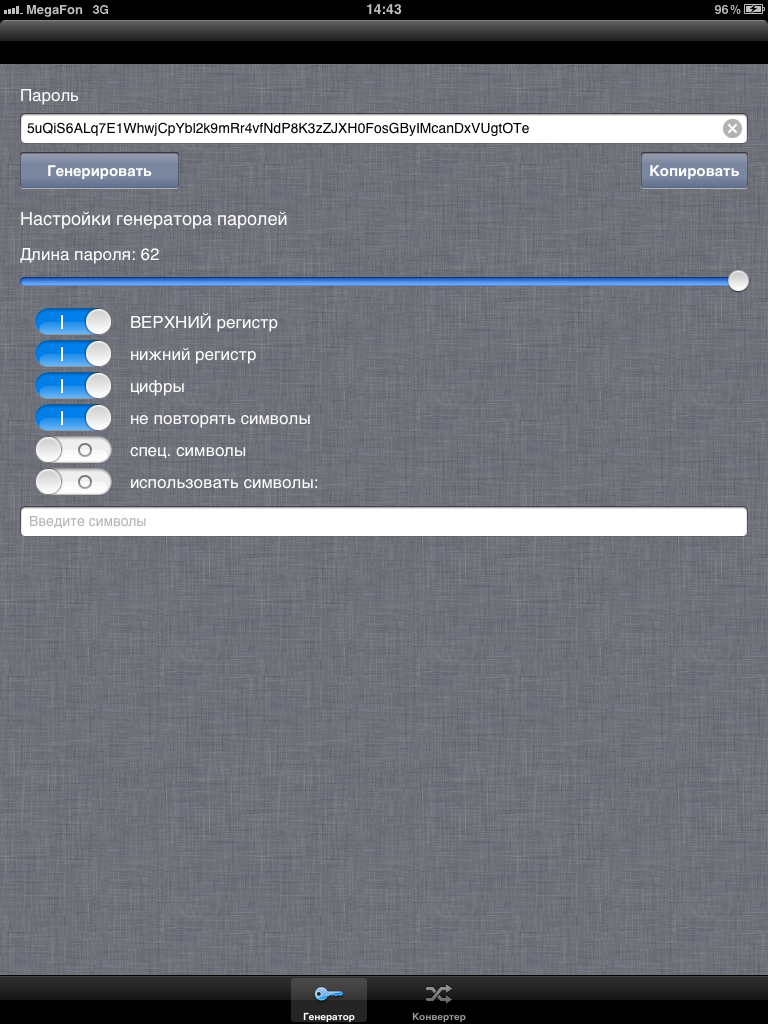 MegaFon 3G 14:43 96%
Пароль
5uQiS6ALq7E1WhwjCpYbl2k9mRr4vfNdP8K3zZJXH0FosGByIMcanDxVUgtOTe
Генерировать Копировать
Настройки генератора паролей
Длина пароля: 62
ВЕРХНИЙ регистр
нижний регистр
цифры
не повторять символы
спец. символы
использовать символы:
Введите символы
Генератор Конвертер